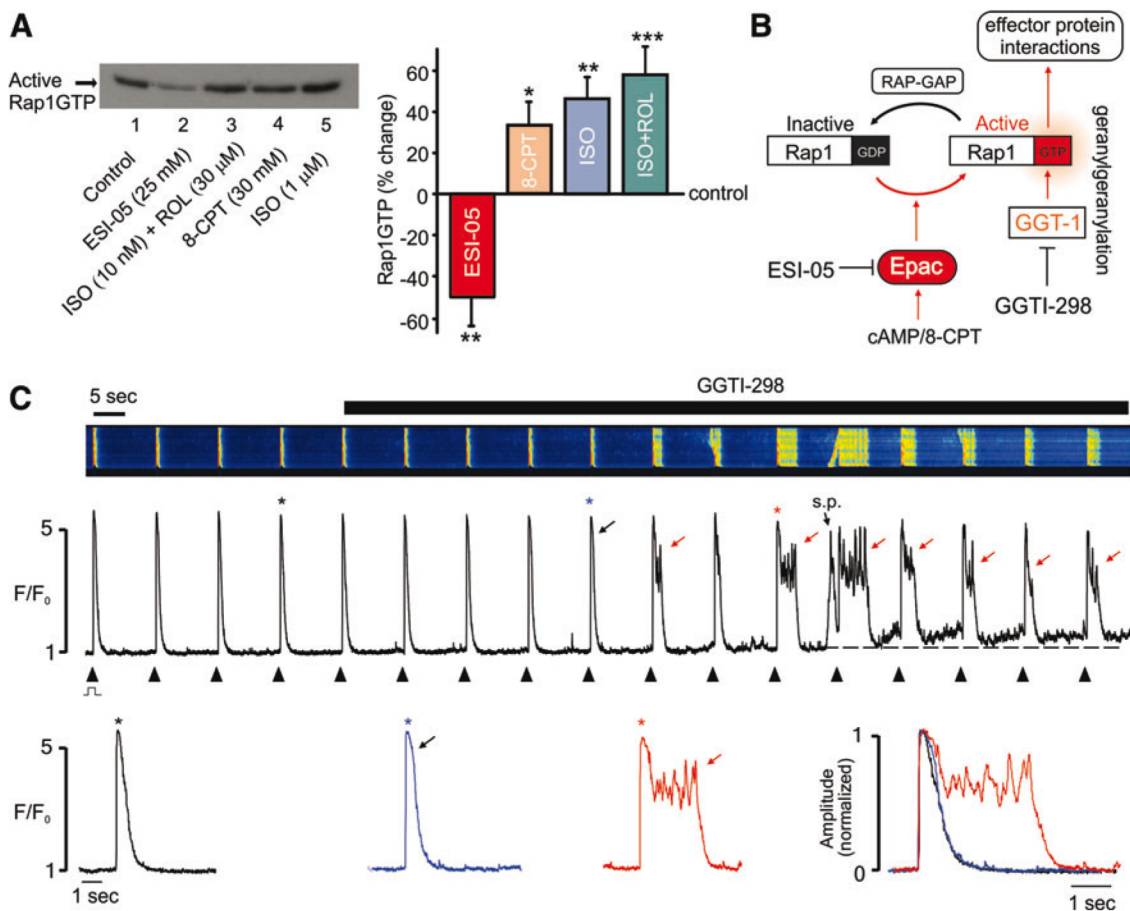 A
Active
Rap1GTP
1 2 3 4 5
Control
ESI-05 (25 mM)
ISO (10 nM) + ROL (30 µM)
8-CPT (30 mM)
ISO (1 µM)
Rap1GTP (% change)
60
40
20
0
-20
-40
-60
ESI-05
8-CPT
ISO
ISO+ROL
**
*
**
***
control
B
effector protein
interactions
RAP-GAP
Inactive
Rap1 GDP
Active
Rap1 GTP
geranylgeranylation
GGT-1
ESI-05
Epac
GGTI-298
cAMP/8-CPT
C
5 sec
GGTI-298
* * * s.p.
5
F/F₀
1
* * *
5
F/F₀
1
1 sec
1
Amplitude
(normalized)
0
1 sec